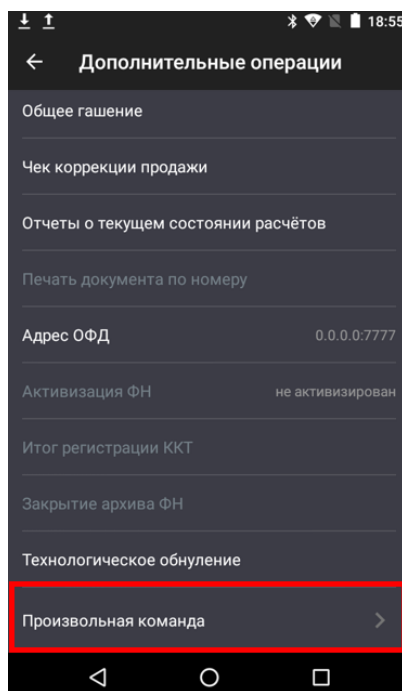 18:55
Дополнительные операции
Общее гашение
Чек коррекции продажи
Отчеты о текущем состоянии расчётов
Печать документа по номеру
Адрес ОФД 0.0.0.0:7777
Активизация ФН не активизирован
Итог регистрации ККТ
Закрытие архива ФН
Технологическое обнуление
Произвольная команда